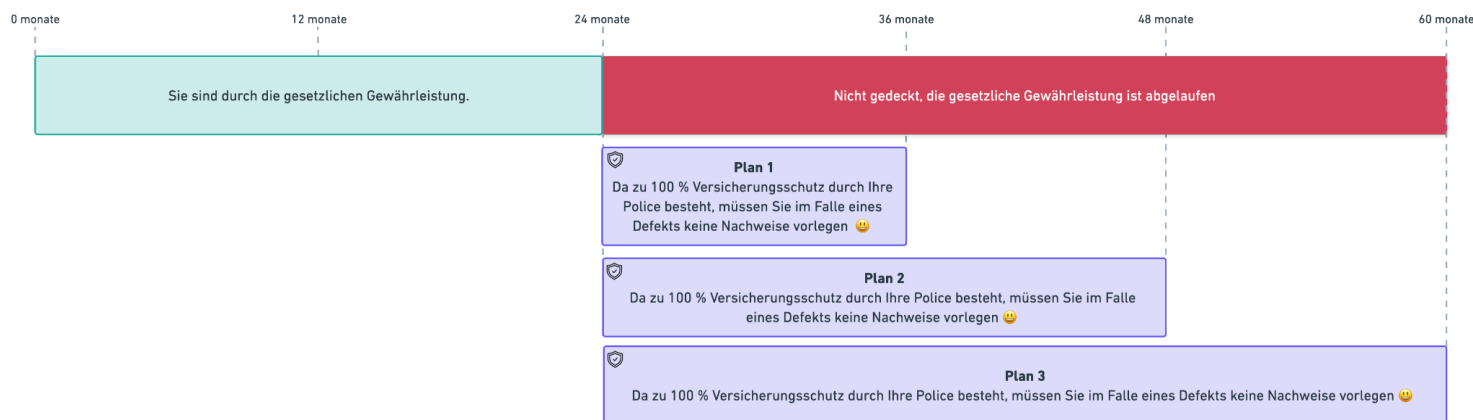 0 monate
12 monate
24 monate
36 monate
48 monate
60 monate
Sie sind durch die gesetzlichen Gewährleistung.
Nicht gedeckt, die gesetzliche Gewährleistung ist abgelaufen
Plan 1
Da zu 100 % Versicherungsschutz durch Ihre
Police besteht, müssen Sie im Falle eines
Defekts keine Nachweise vorlegen 😃
Plan 2
Da zu 100 % Versicherungsschutz durch Ihre Police besteht, müssen Sie im Falle
eines Defekts keine Nachweise vorlegen 😃
Plan 3
Da zu 100 % Versicherungsschutz durch Ihre Police besteht, müssen Sie im Falle eines Defekts keine Nachweise vorlegen 😃